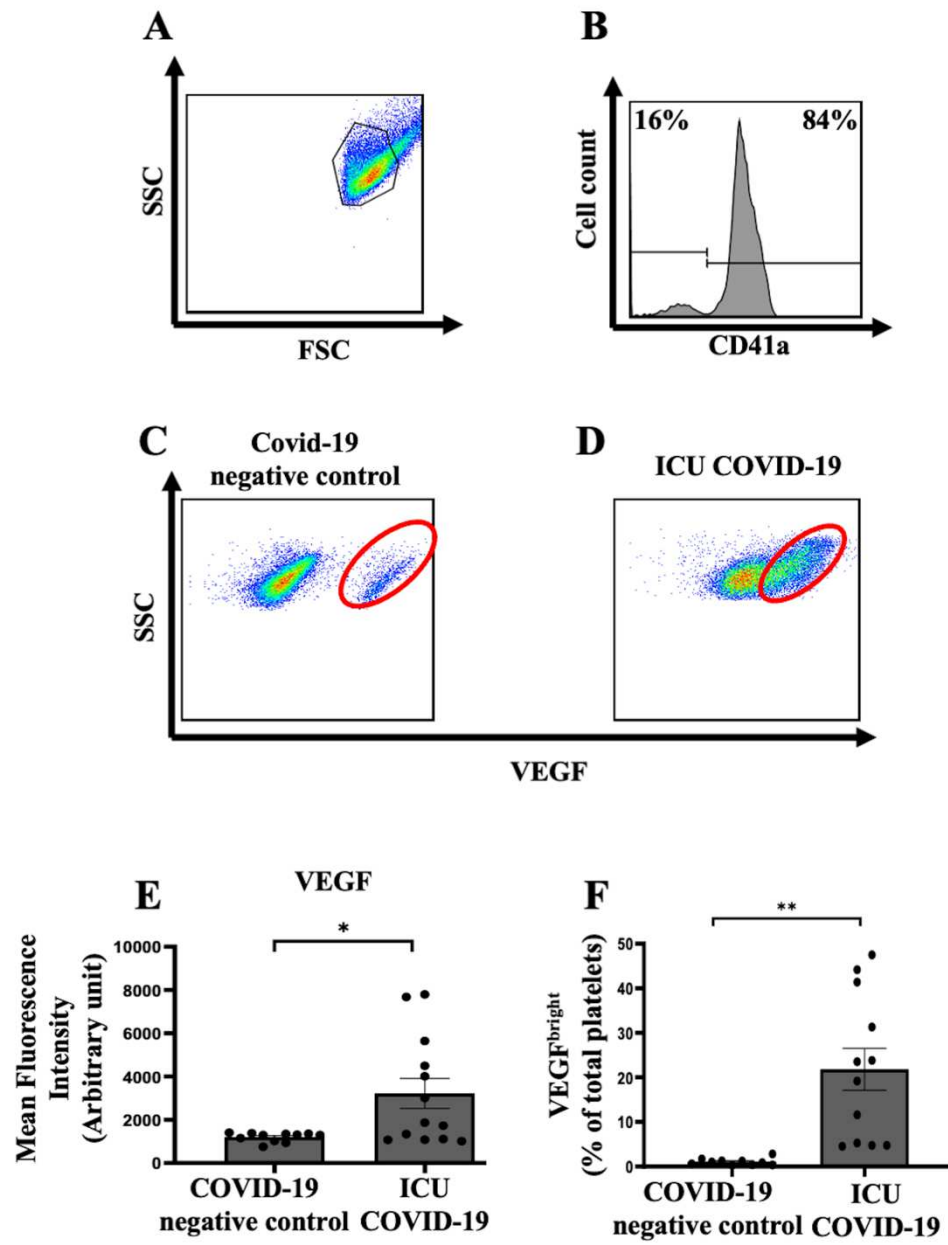 A
SSC
FSC
B
16%
84%
Cell count
CD41a
C
Covid-19
negative control
D
ICU COVID-19
SSC
VEGF
E
VEGF
*
Mean Fluorescence
Intensity
(Arbitrary unit)
10000
8000
6000
4000
2000
0
COVID-19
negative control
ICU
COVID-19
F
**
VEGFbright
(% of total platelets)
50
40
30
20
10
0
COVID-19
negative control
ICU
COVID-19